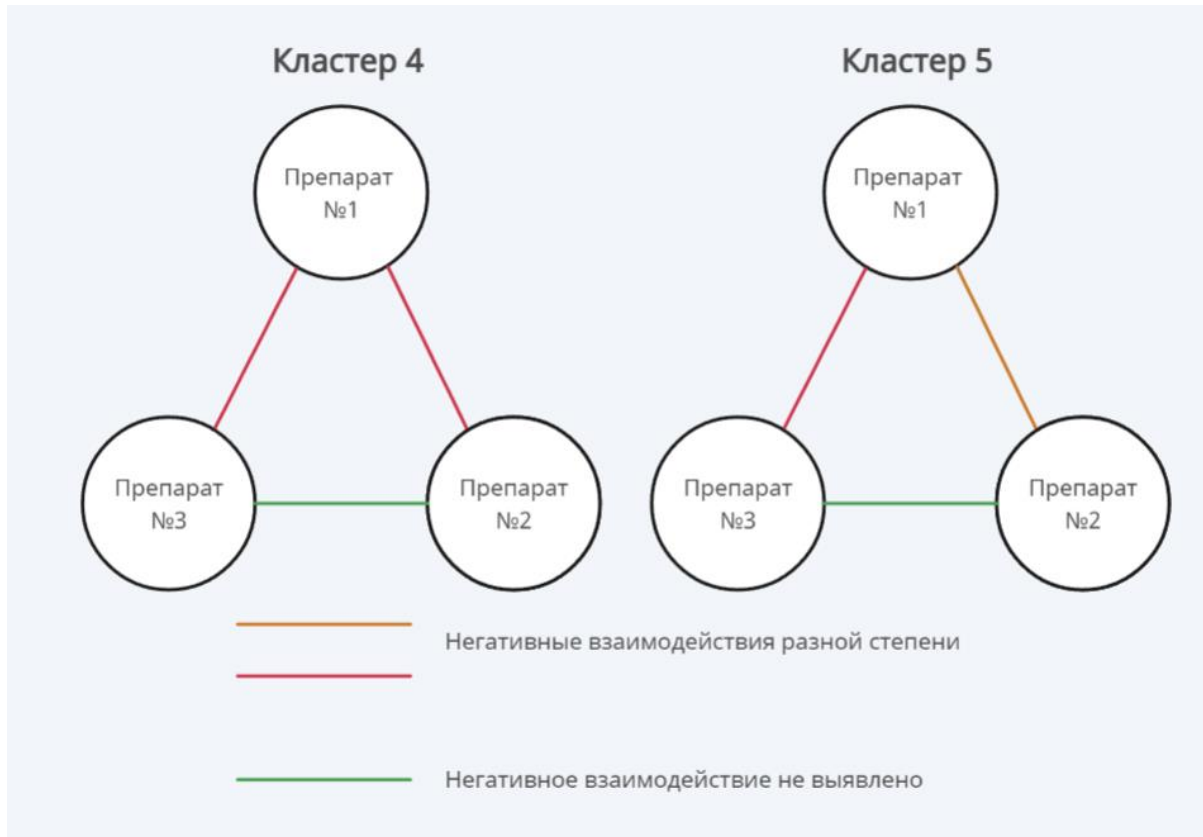 Кластер 4
Кластер 5
Препарат
№1
Препарат
№1
Препарат
№3
Препарат
№2
Препарат
№3
Препарат
№2
Негативные взаимодействия разной степени
Негативное взаимодействие не выявлено